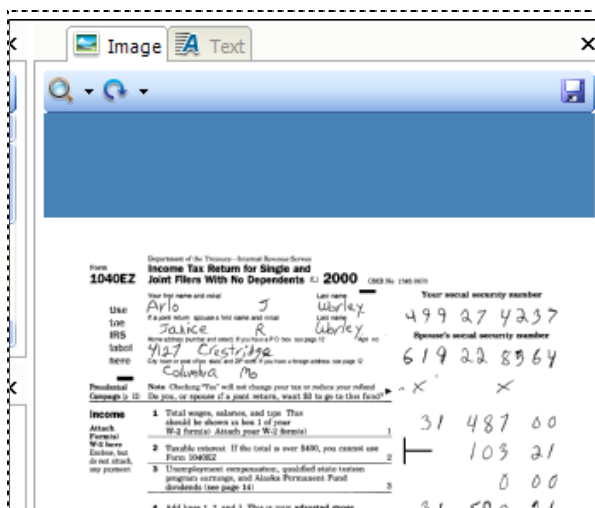 Image Text
Department of the Treasury—Internal Revenue Service
Form 1040EZ
Income Tax Return for Single and
Joint Filers With No Dependents 2000 OMB No 1545-0675
Use the IRS label here
Your first name and initial Last name
Arlo J Worley
If a joint return spouse's first name and initial Last name
Janice R Worley
Home address (number and street) If you have a P O box see page 12 Apt no
4127 Crestridge
City town or post office state and ZIP code If you have a foreign address see page 12
Columbia Mo
Your social security number
499 27 4237
Spouse's social security number
619 22 8564
Presidential Campaign (p 12)
Note Checking "Yes" will not change your tax or reduce your refund
Do you, or spouse if a joint return, want $3 to go to this fund?
X X
Income
Attach Form(s) W-2 here
Enclose, but do not attach, any payment
1 Total wages, salaries, and tips This
should be shown in box 1 of your
W-2 form(s) Attach your W-2 form(s) 1
31 487 00
2 Taxable interest If the total is over $400, you cannot use
Form 1040EZ 2
103 21
3 Unemployment compensation, qualified state tuition
program earnings, and Alaska Permanent Fund
dividends (see page 14) 3
0 00
4 Add lines 1, 2, and 3 This is your adjusted gross